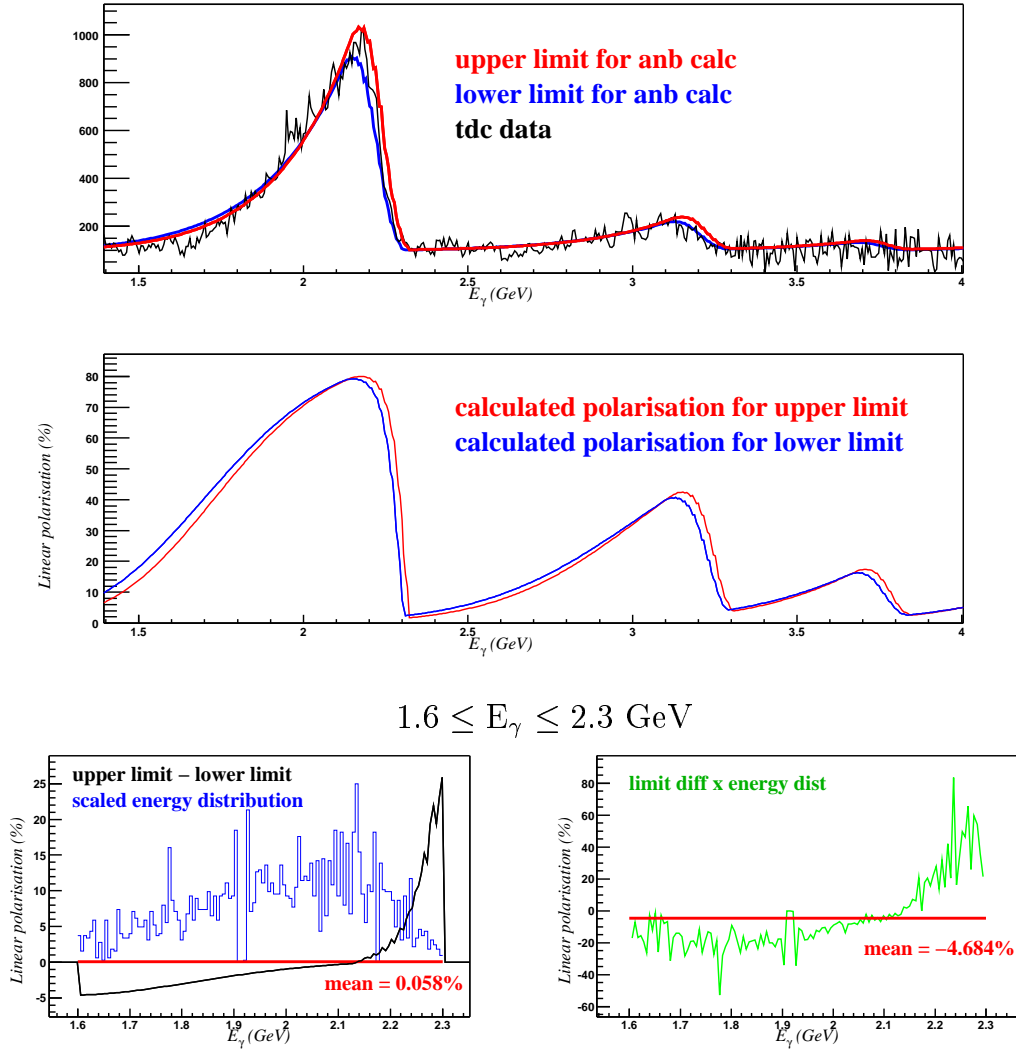 1000
800
600
400
200
upper limit for anb calc
lower limit for anb calc
tdc data
1.5 2 2.5 3 3.5 4
E_γ (GeV)
Linear polarisation (%)
80
70
60
50
40
30
20
10
0
calculated polarisation for upper limit
calculated polarisation for lower limit
1.5 2 2.5 3 3.5 4
E_γ (GeV)
1.6 ≤ E_γ ≤ 2.3 GeV
Linear polarisation (%)
25
20
15
10
5
0
−5
upper limit − lower limit
scaled energy distribution
mean = 0.058%
1.6 1.7 1.8 1.9 2 2.1 2.2 2.3
E_γ (GeV)
Linear polarisation (%)
80
60
40
20
0
−20
−40
−60
limit diff x energy dist
mean = −4.684%
1.6 1.7 1.8 1.9 2 2.1 2.2 2.3
E_γ (GeV)